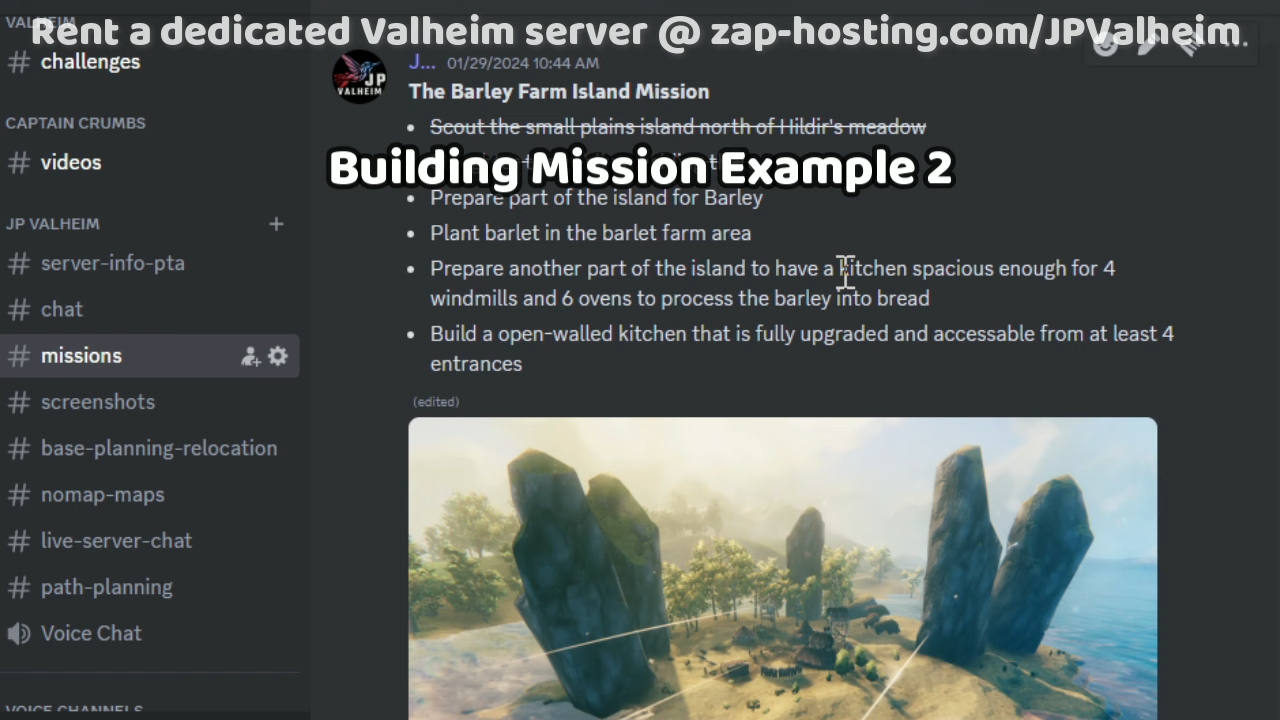 VALHEIM
Rent a dedicated Valheim server @ zap-hosting.com/JPValheim
# challenges
CAPTAIN CRUMBS
# videos
JP VALHEIM +
# server-info-pta
# chat
# missions
# screenshots
# base-planning-relocation
# nomap-maps
# live-server-chat
# path-planning
Voice Chat
VOICE CHANNELS
JP
VALHEIM
J... 01/29/2024 10:44 AM
The Barley Farm Island Mission
• Scout the small plains island north of Hildir's meadow
Building Mission Example 2
• Prepare part of the island for Barley
• Plant barlet in the barlet farm area
• Prepare another part of the island to have a kitchen spacious enough for 4
windmills and 6 ovens to process the barley into bread
• Build a open-walled kitchen that is fully upgraded and accessable from at least 4
entrances
(edited)